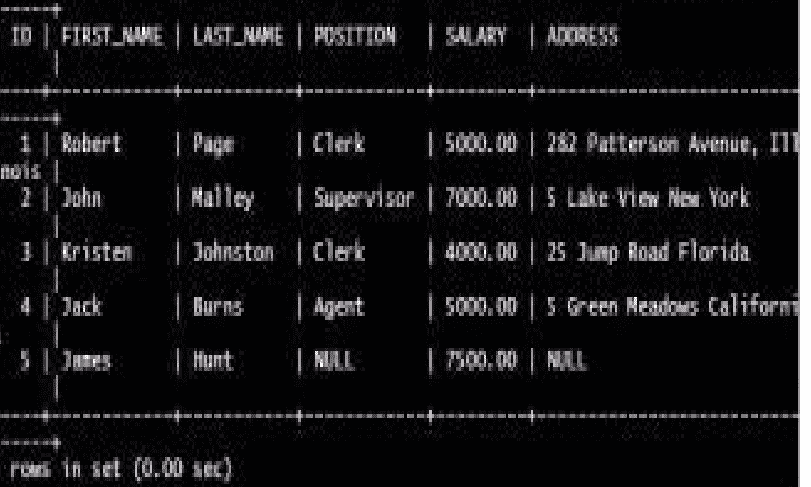 ID | FIRST_NAME | LAST_NAME | POSITION | SALARY | ADDRESS
|
1 | Robert | Page | Clerk | 5000.00 | 282 Patterson Avenue, Ill
nois |
2 | John | Malley | Supervisor | 7000.00 | 5 Lake View New York
|
3 | Kristen | Johnston | Clerk | 4000.00 | 25 Jump Road Florida
|
4 | Jack | Burns | Agent | 5000.00 | 5 Green Meadows Californi
|
5 | James | Hunt | NULL | 7500.00 | NULL
|
rows in set (0.00 sec)